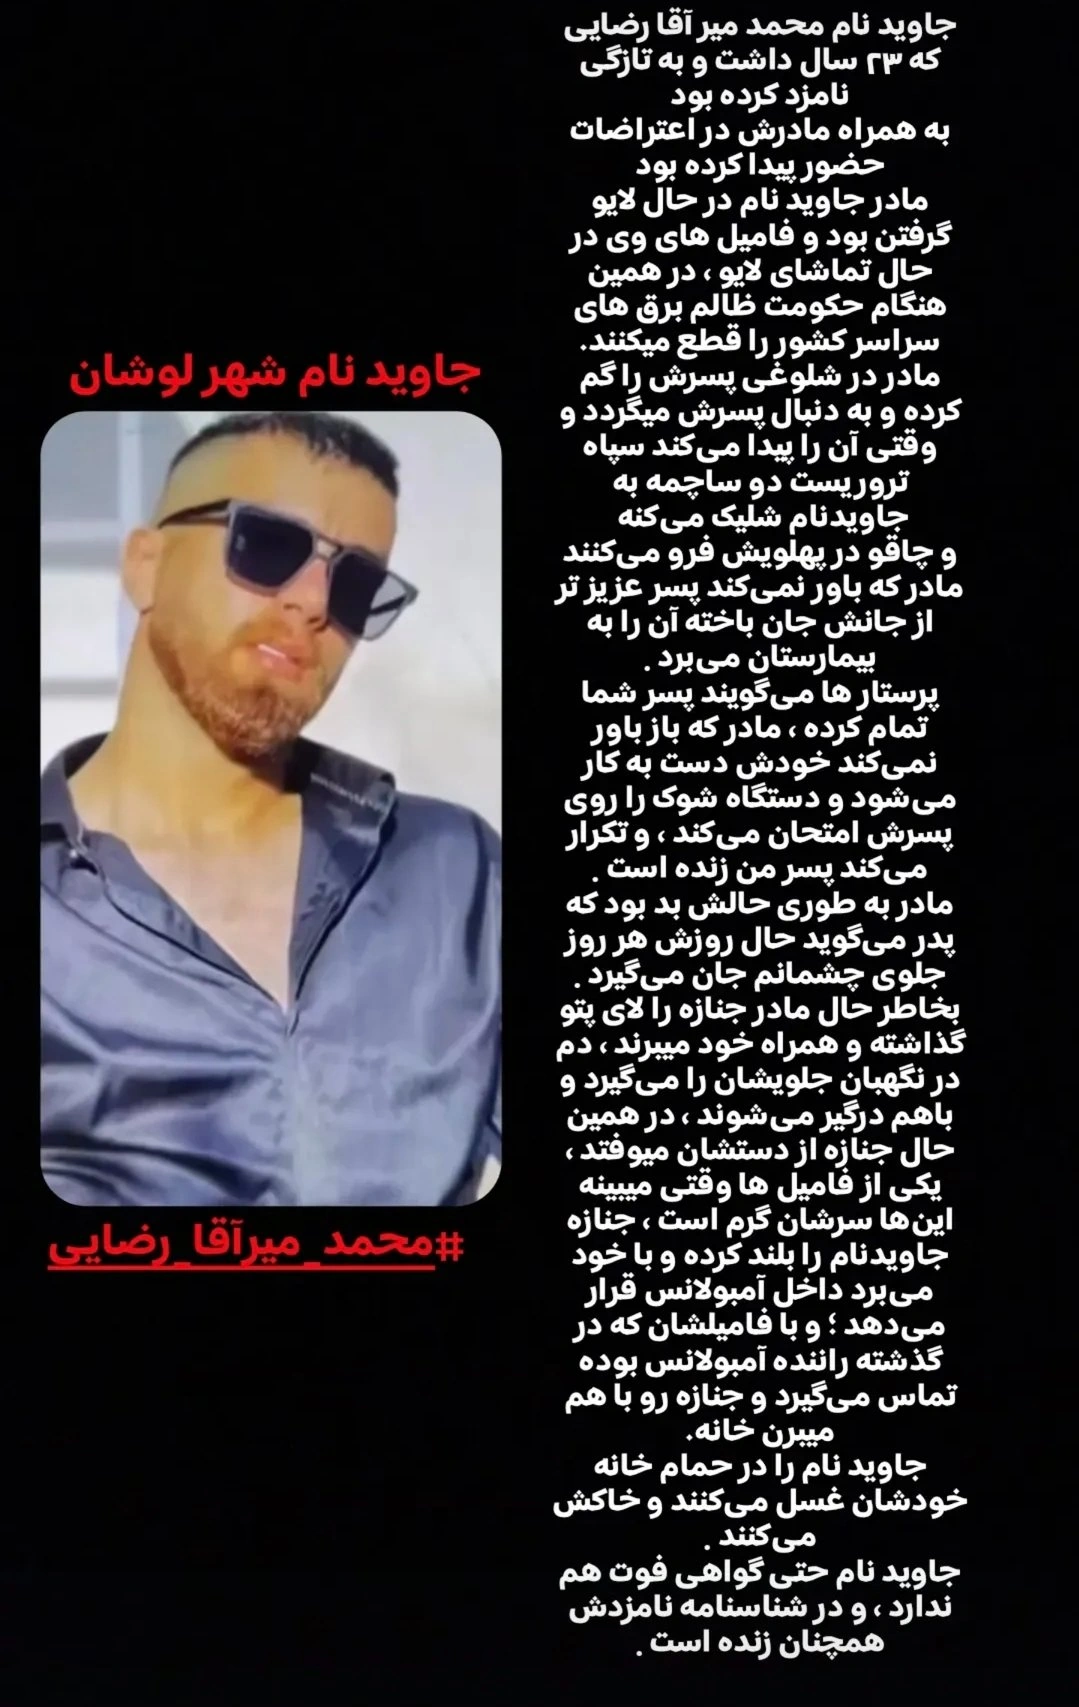 جاوید نام محمد میر آقا رضایی
که ۲۳ سال داشت و به تازگی
نامزد کرده بود
به همراه مادرش در اعتراضات
حضور پیدا کرده بود
مادر جاوید نام در حال لایو
گرفتن بود و فامیل های وی در
حال تماشای لایو ، در همین
هنگام حکومت ظالم برق های
سراسر کشور را قطع میکنند.
مادر در شلوغی پسرش را گم
کرده و به دنبال پسرش میگردد و
وقتی آن را پیدا می‌کند سپاه
تروریست دو ساچمه به
جاویدنام شلیک می‌کنه
و چاقو در پهلویش فرو می‌کنند
مادر که باور نمی‌کند پسر عزیز تر
از جانش جان باخته آن را به
بیمارستان می‌برد .
پرستار ها می‌گویند پسر شما
تمام کرده ، مادر که باز باور
نمی‌کند خودش دست به کار
می‌شود و دستگاه شوک را روی
پسرش امتحان می‌کند ، و تکرار
می‌کند پسر من زنده است .
مادر به طوری حالش بد بود که
پدر می‌گوید حال روزش هر روز
جلوی چشمانم جان می‌گیرد .
بخاطر حال مادر جنازه را لای پتو
گذاشته و همراه خود میبرند ، دم
در نگهبان جلویشان را می‌گیرد و
باهم درگیر می‌شوند ، در همین
حال جنازه از دستشان میوفتد ،
یکی از فامیل ها وقتی میبینه
این‌ها سرشان گرم است ، جنازه
جاویدنام را بلند کرده و با خود
می‌برد داخل آمبولانس قرار
می‌دهد ؛ و با فامیلشان که در
گذشته راننده آمبولانس بوده
تماس می‌گیرد و جنازه رو با هم
میبرن خانه.
جاوید نام را در حمام خانه
خودشان غسل می‌کنند و خاکش
می‌کنند .
جاوید نام حتی گواهی فوت هم
ندارد ، و در شناسنامه نامزدش
همچنان زنده است .
جاوید نام شهر لوشان
#محمد_میرآقا_رضایی